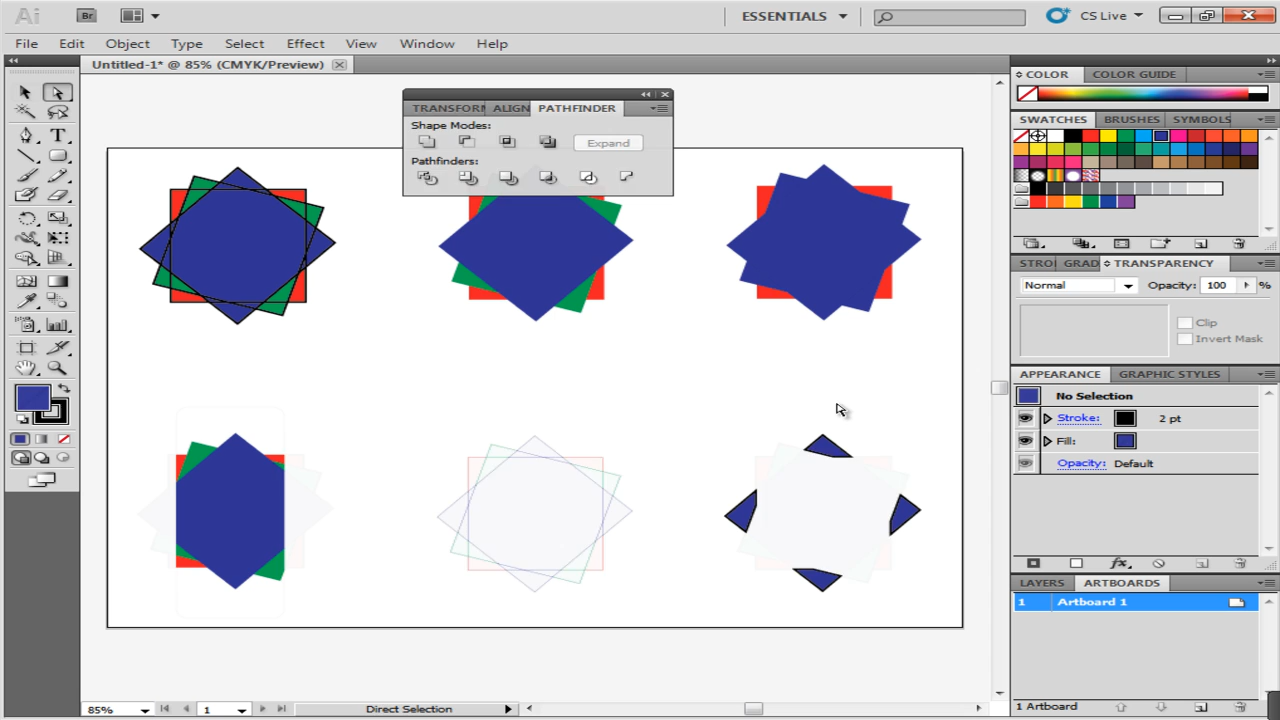 Ai Br ESSENTIALS CS Live
File Edit Object Type Select Effect View Window Help
Untitled-1* @ 85% (CMYK/Preview)
TRANSFORM ALIGN PATHFINDER
Shape Modes:
Expand
Pathfinders:
COLOR COLOR GUIDE
SWATCHES BRUSHES SYMBOLS
STRO GRAD TRANSPARENCY
Normal Opacity: 100 %
Clip
Invert Mask
APPEARANCE GRAPHIC STYLES
No Selection
Stroke: 2 pt
Fill:
Opacity: Default
LAYERS ARTBOARDS
1 Artboard 1
1 Artboard
85% 1 Direct Selection